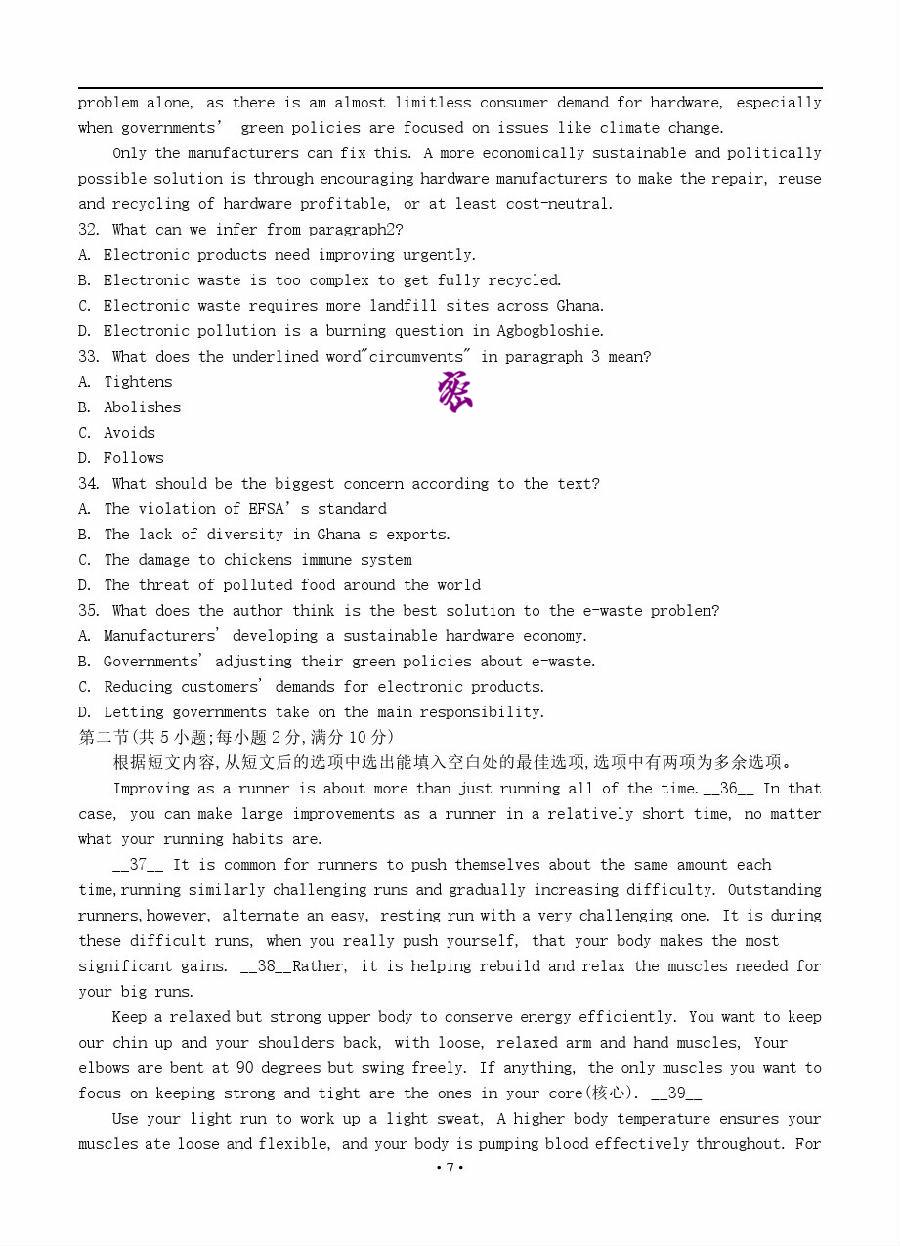 problem alone, as there is am almost limitless consumer demand for hardware, especially
when governments' green policies are focused on issues like climate change.
Only the manufacturers can fix this. A more economically sustainable and politically
possible solution is through encouraging hardware manufacturers to make the repair, reuse
and recycling of hardware profitable, or at least cost-neutral.
32. What can we infer from paragraph2?
A. Electronic products need improving urgently.
B. Electronic waste is too complex to get fully recycled.
C. Electronic waste requires more landfill sites across Ghana.
D. Electronic pollution is a burning question in Agbogbloshie.
33. What does the underlined word"circumvents" in paragraph 3 mean?
A. Tightens
B. Abolishes
C. Avoids
D. Follows
34. What should be the biggest concern according to the text?
A. The violation of EFSA's standard
B. The lack of diversity in Ghana s exports.
C. The damage to chickens immune system
D. The threat of polluted food around the world
35. What does the author think is the best solution to the e-waste problen?
A. Manufacturers' developing a sustainable hardware economy.
B. Governments' adjusting their green policies about e-waste.
C. Reducing customers' demands for electronic products.
D. Letting governments take on the main responsibility.
第二节(共5小题;每小题2分,满分10分)
根据短文内容,从短文后的选项中选出能填入空白处的最佳选项,选项中有两项为多余选项。
Improving as a runner is about more than just running all of the time.__36__ In that
case, you can make large improvements as a runner in a relatively short time, no matter
what your running habits are.
__37__ It is common for runners to push themselves about the same amount each
time,running similarly challenging runs and gradually increasing difficulty. Outstanding
runners,however, alternate an easy, resting run with a very challenging one. It is during
these difficult runs, when you really push yourself, that your body makes the most
significant gains. __38__Rather, it is helping rebuild and relax the muscles needed for
your big runs.
Keep a relaxed but strong upper body to conserve energy efficiently. You want to keep
our chin up and your shoulders back, with loose, relaxed arm and hand muscles, Your
elbows are bent at 90 degrees but swing freely. If anything, the only muscles you want to
focus on keeping strong and tight are the ones in your core(核心). __39__
Use your light run to work up a light sweat, A higher body temperature ensures your
muscles ate loose and flexible, and your body is pumping blood effectively throughout. For
• 7 •